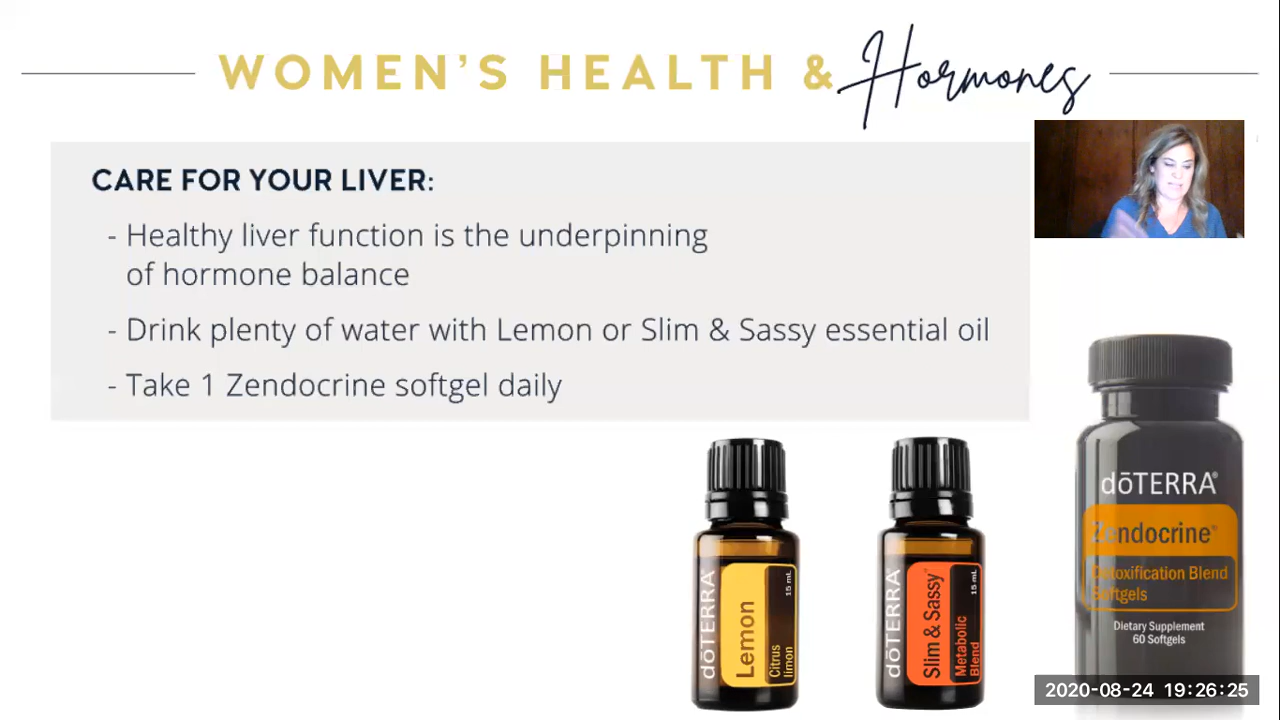 WOMEN'S HEALTH & Hormones
CARE FOR YOUR LIVER:
- Healthy liver function is the underpinning
of hormone balance
- Drink plenty of water with Lemon or Slim & Sassy essential oil
- Take 1 Zendocrine softgel daily
dōTERRA
Lemon
Citrus
limon
15 mL
dōTERRA
Slim & Sassy
Metabolic
Blend
15 mL
dōTERRA®
Zendocrine®
Detoxification Blend
Softgels
Dietary Supplement
60 Softgels
2020-08-24 19:26:25